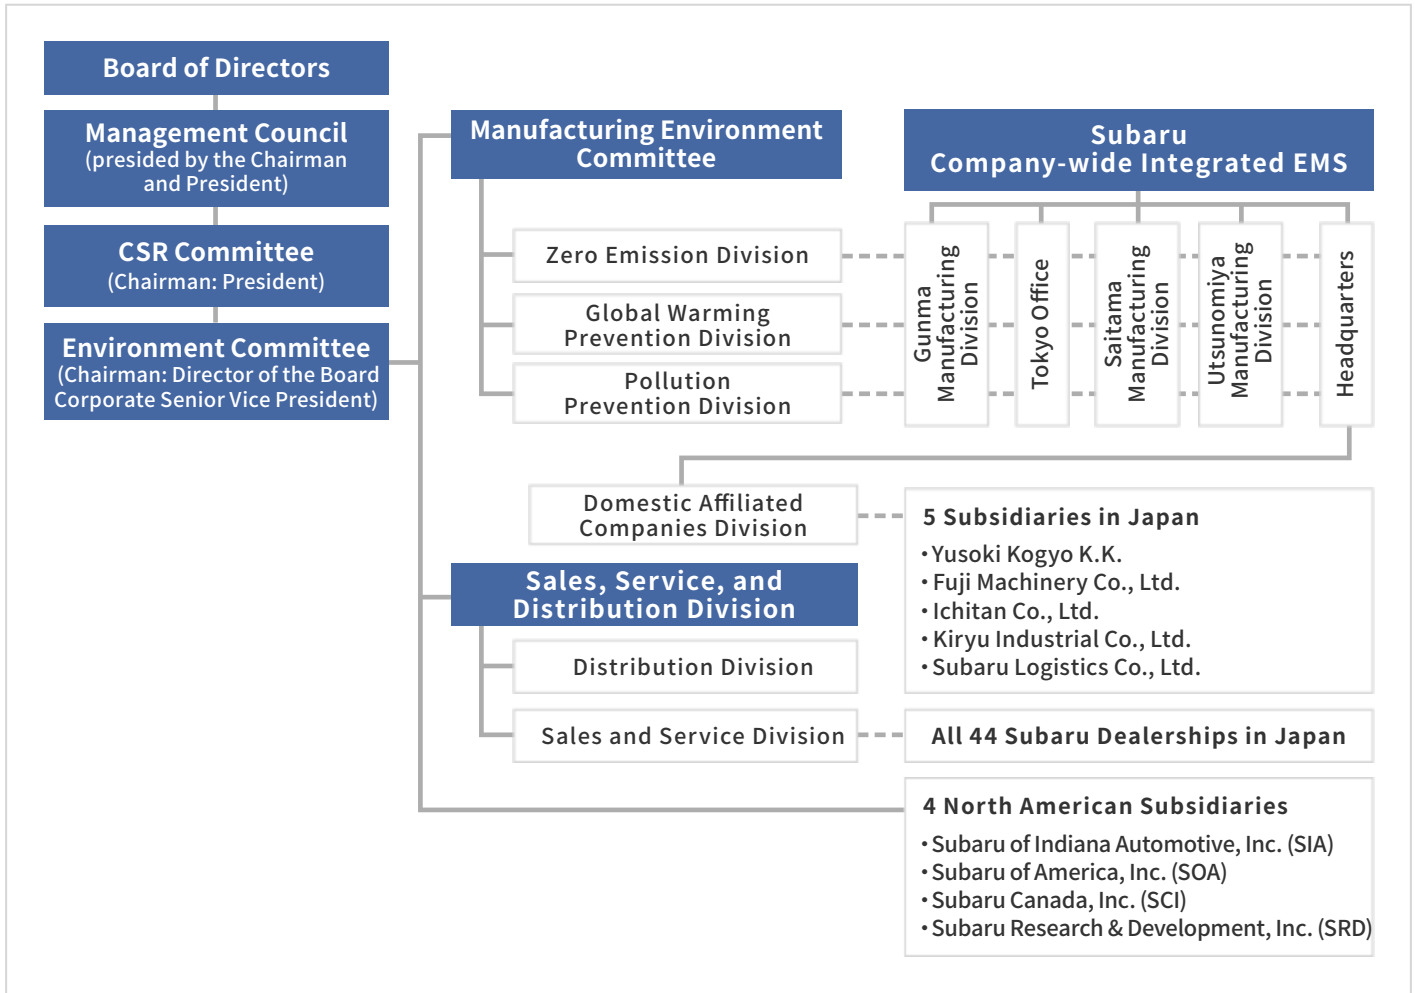 Board of Directors
Management Council
(presided by the Chairman
and President)
CSR Committee
(Chairman: President)
Environment Committee
(Chairman: Director of the Board
Corporate Senior Vice President)
Manufacturing Environment
Committee
Zero Emission Division
Global Warming
Prevention Division
Pollution
Prevention Division
Subaru
Company-wide Integrated EMS
Gunma
Manufacturing
Division
Tokyo Office
Saitama
Manufacturing
Division
Utsunomiya
Manufacturing
Division
Headquarters
Domestic Affiliated
Companies Division
5 Subsidiaries in Japan
・Yusoki Kogyo K.K.
・Fuji Machinery Co., Ltd.
・Ichitan Co., Ltd.
・Kiryu Industrial Co., Ltd.
・Subaru Logistics Co., Ltd.
Sales, Service, and
Distribution Division
Distribution Division
Sales and Service Division
All 44 Subaru Dealerships in Japan
4 North American Subsidiaries
・Subaru of Indiana Automotive, Inc. (SIA)
・Subaru of America, Inc. (SOA)
・Subaru Canada, Inc. (SCI)
・Subaru Research & Development, Inc. (SRD)